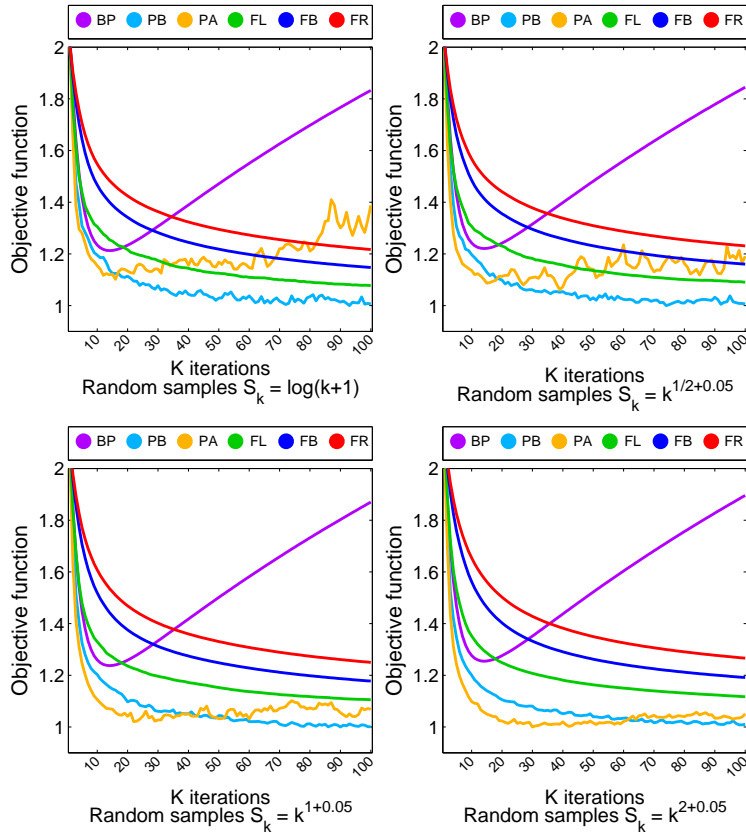 BP PB PA FL FB FR
BP PB PA FL FB FR
Objective function
2
1.8
1.6
1.4
1.2
1
10 20 30 40 50 60 70 80 90 100
K iterations
Random samples S_k = log(k+1)
Objective function
2
1.8
1.6
1.4
1.2
1
10 20 30 40 50 60 70 80 90 100
K iterations
Random samples S_k = k^{1/2+0.05}
BP PB PA FL FB FR
BP PB PA FL FB FR
Objective function
2
1.8
1.6
1.4
1.2
1
10 20 30 40 50 60 70 80 90 100
K iterations
Random samples S_k = k^{1+0.05}
Objective function
2
1.8
1.6
1.4
1.2
1
10 20 30 40 50 60 70 80 90 100
K iterations
Random samples S_k = k^{2+0.05}